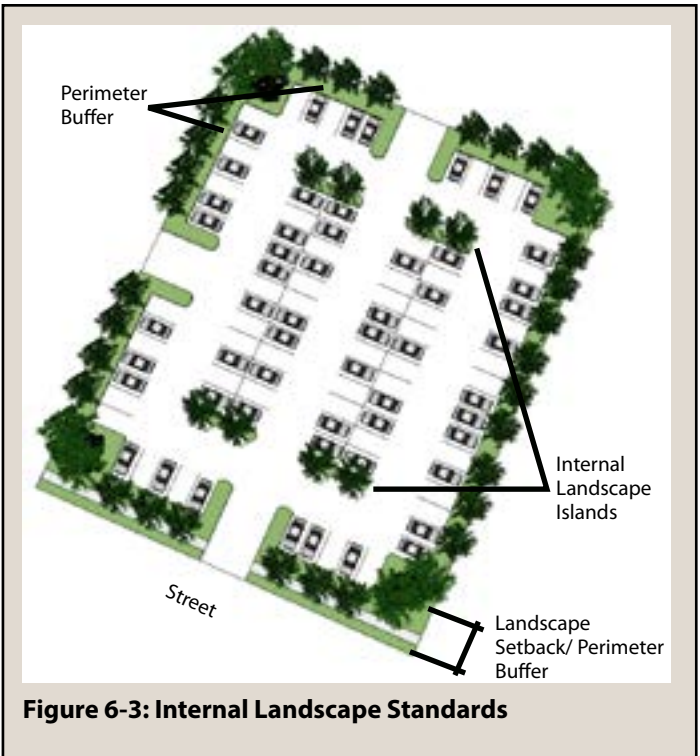 Perimeter
Buffer
Internal
Landscape
Islands
Street
Landscape
Setback/ Perimeter
Buffer
Figure 6-3: Internal Landscape Standards